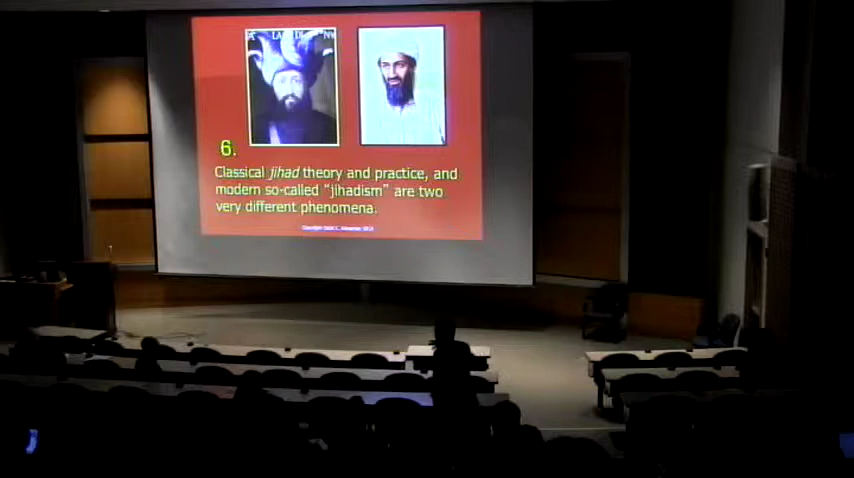 6.
Classical jihad theory and practice, and
modern so-called "jihadism" are two
very different phenomena.